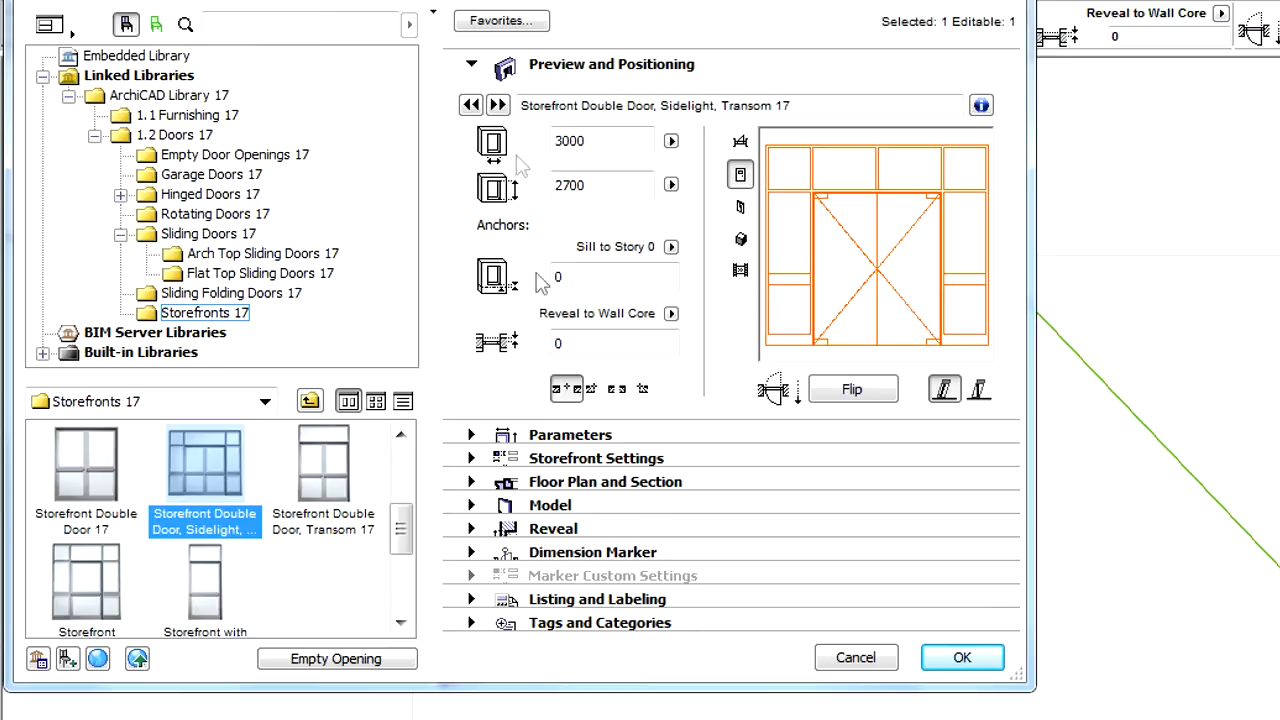 Favorites...
Selected: 1 Editable: 1
Reveal to Wall Core
0
Embedded Library
Linked Libraries
ArchiCAD Library 17
1.1 Furnishing 17
1.2 Doors 17
Empty Door Openings 17
Garage Doors 17
Hinged Doors 17
Rotating Doors 17
Sliding Doors 17
Arch Top Sliding Doors 17
Flat Top Sliding Doors 17
Sliding Folding Doors 17
Storefronts 17
BIM Server Libraries
Built-in Libraries
Storefronts 17
Storefront Double
Door 17
Storefront Double
Door, Sidelight, ...
Storefront Double
Door, Transom 17
Storefront
Storefront with
Empty Opening
Preview and Positioning
Storefront Double Door, Sidelight, Transom 17
3000
2700
Anchors:
Sill to Story 0
0
Reveal to Wall Core
0
Flip
Parameters
Storefront Settings
Floor Plan and Section
Model
Reveal
Dimension Marker
Marker Custom Settings
Listing and Labeling
Tags and Categories
Cancel
OK